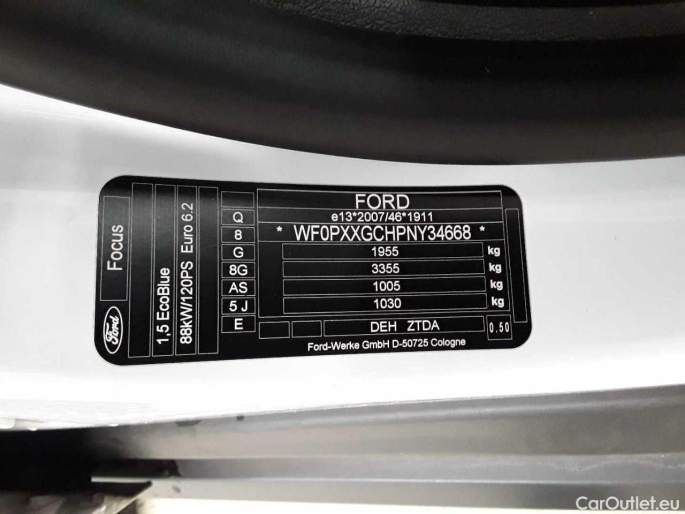 FORD
e13*2007/46*1911
* WF0PXXGCHPNY34668 *
1955 kg
3355 kg
1005 kg
1030 kg
DEH ZTDA 0.50
Ford-Werke GmbH D-50725 Cologne
Q
8
G
8G
AS
5 J
E
Focus
1,5 EcoBlue
88kW/120PS Euro 6.2
Ford
CarOutlet.eu